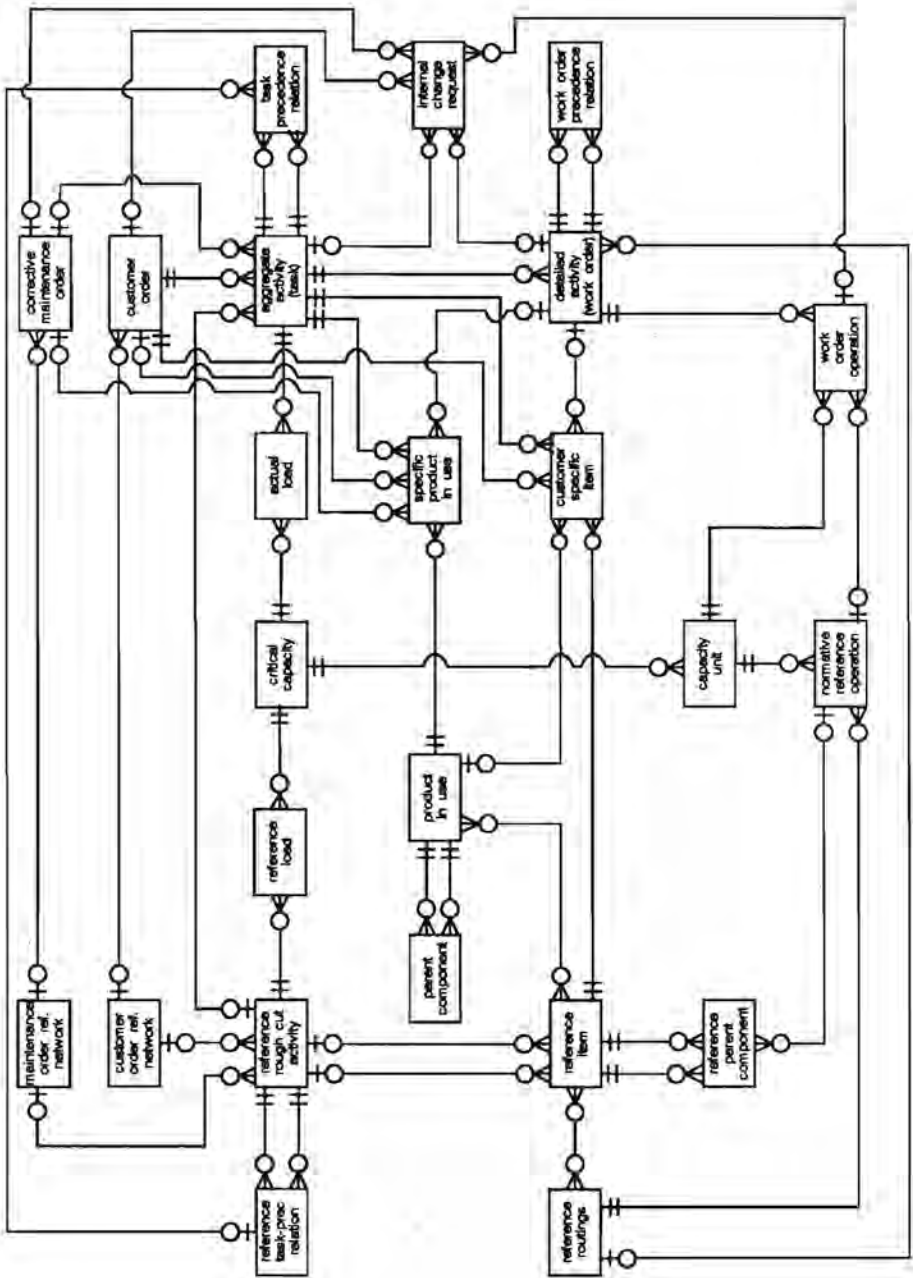 maintenance
order. ref.
network
corrective
maintenance
order
customer
order ref.
network
customer
order
reference
task-prec
relation
reference
rough cut
activity
reference
load
critical
capacity
actual
load
aggregate
activity
(task)
task
precedence
relation
parent
component
product
in use
specific
product
in use
internal
change
request
reference
routings
reference
item
customer
specific
item
detailed
activity
(work order)
work order
precedence
relation
reference
parent
component
capacity
unit
normative
reference
operation
work
order
operation